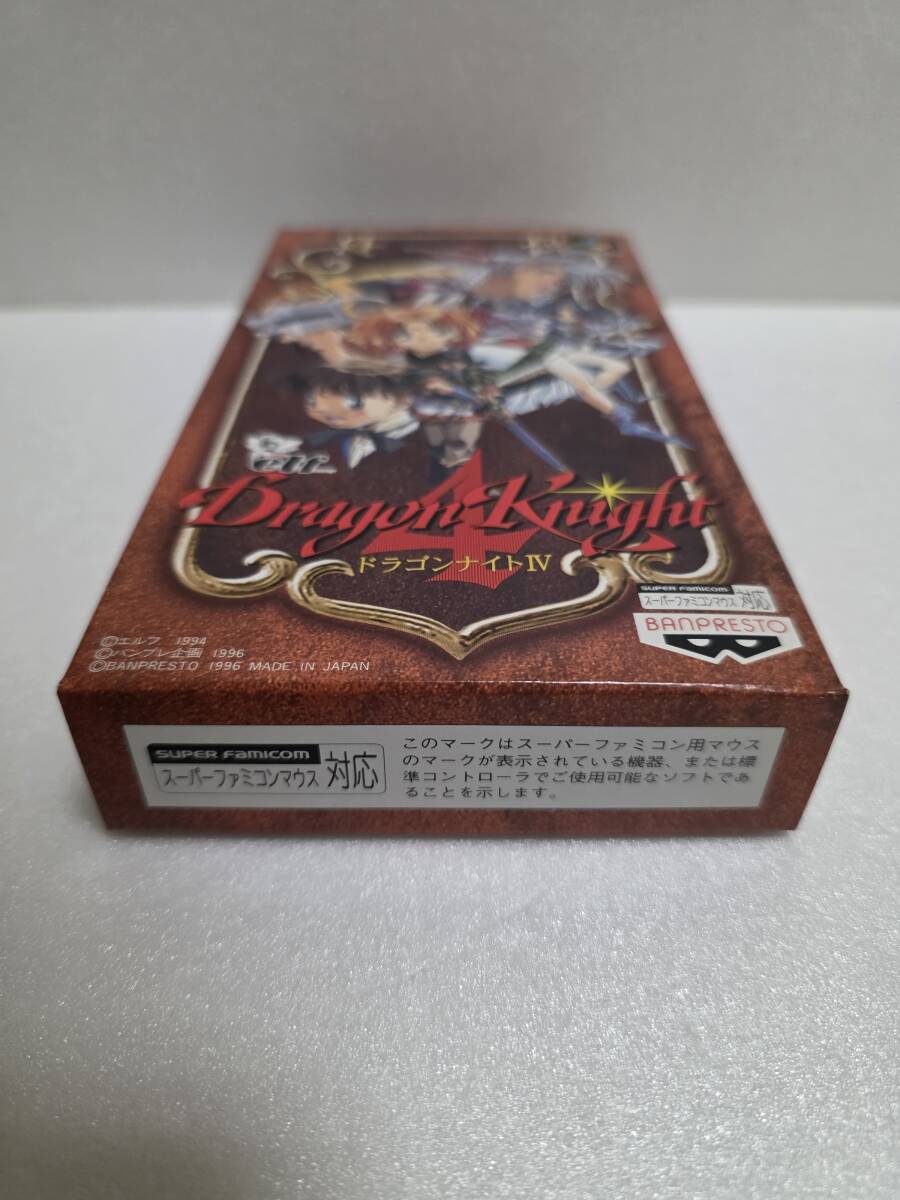 Dragon Knight
4
ドラゴンナイトIV
SUPER FAMICOM
スーパーファミコンマウス 対応
BANPRESTO
©エルフ 1994
©バンプレ企画 1996
©BANPRESTO 1996 MADE IN JAPAN
SUPER FAMICOM
スーパーファミコンマウス 対応
このマークはスーパーファミコン用マウス
のマークが表示されている機器、または標
準コントローラでご使用可能なソフトであ
ることを示します。